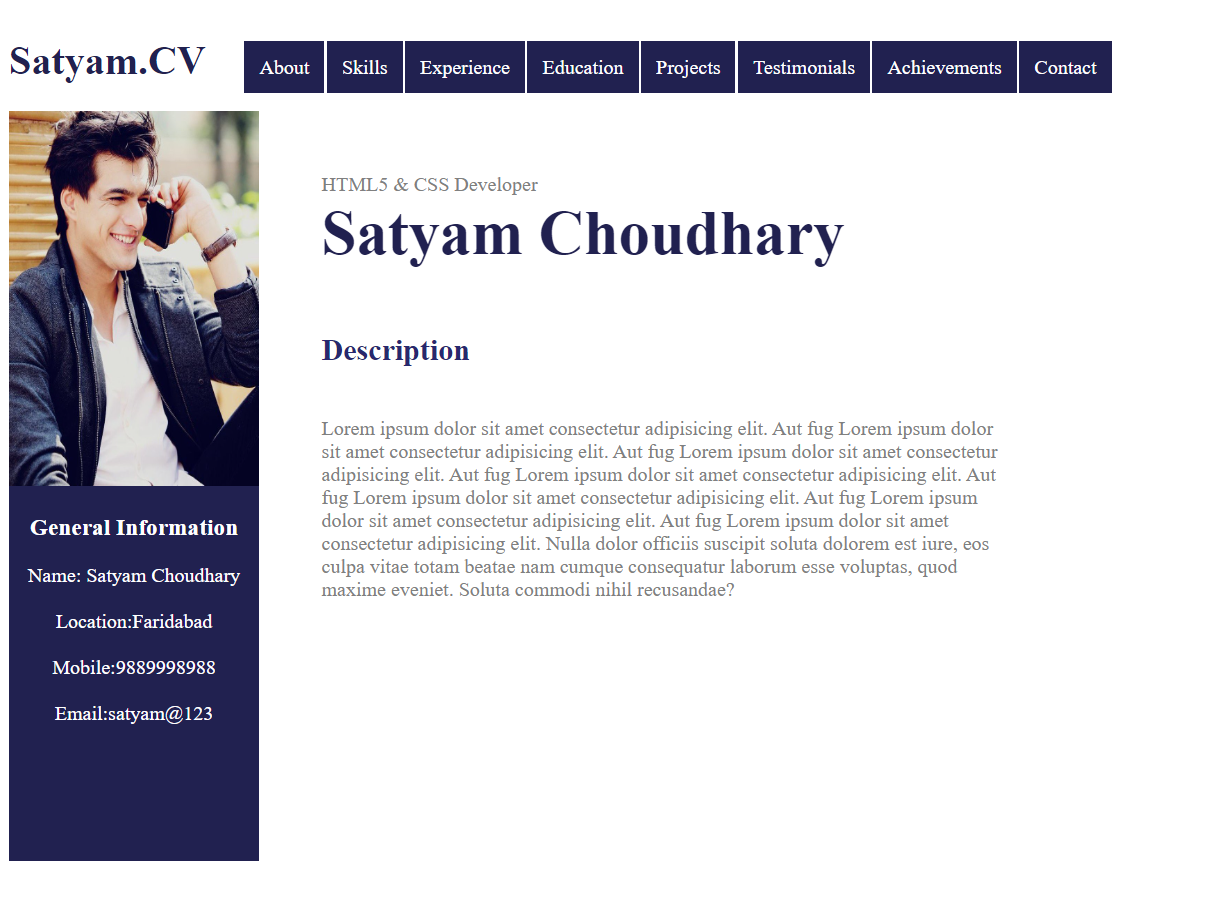 Satyam.CV
About Skills Experience Education Projects Testimonials Achievements Contact
HTML5 & CSS Developer
Satyam Choudhary
Description
Lorem ipsum dolor sit amet consectetur adipisicing elit. Aut fug Lorem ipsum dolor
sit amet consectetur adipisicing elit. Aut fug Lorem ipsum dolor sit amet consectetur
adipisicing elit. Aut fug Lorem ipsum dolor sit amet consectetur adipisicing elit. Aut
fug Lorem ipsum dolor sit amet consectetur adipisicing elit. Aut fug Lorem ipsum
dolor sit amet consectetur adipisicing elit. Aut fug Lorem ipsum dolor sit amet
consectetur adipisicing elit. Nulla dolor officiis suscipit soluta dolorem est iure, eos
culpa vitae totam beatae nam cumque consequatur laborum esse voluptas, quod
maxime eveniet. Soluta commodi nihil recusandae?
General Information
Name: Satyam Choudhary
Location:Faridabad
Mobile:9889998988
Email:satyam@123